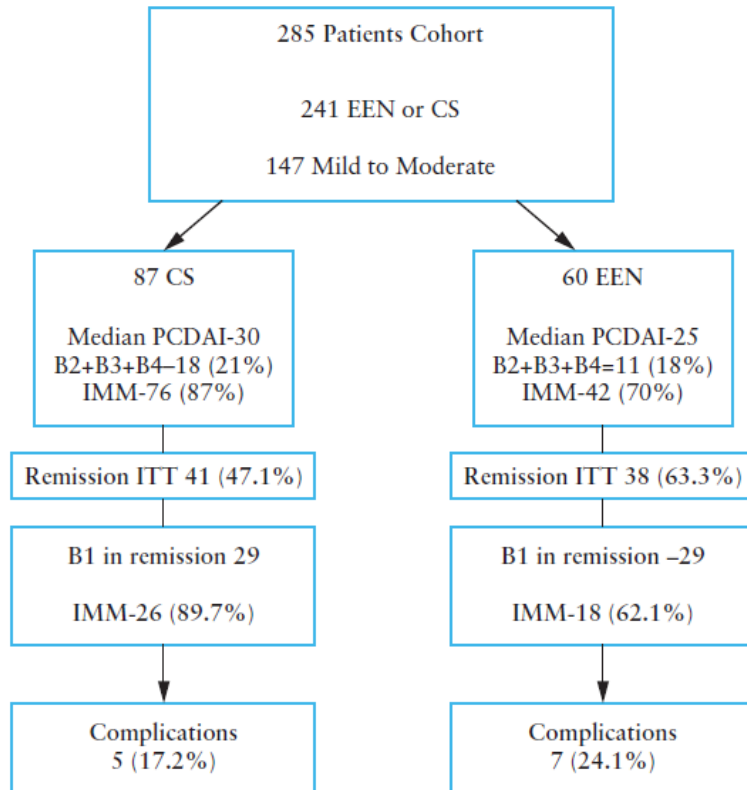 285 Patients Cohort
241 EEN or CS
147 Mild to Moderate
87 CS
Median PCDAI-30
B2+B3+B4–18 (21%)
IMM-76 (87%)
60 EEN
Median PCDAI-25
B2+B3+B4=11 (18%)
IMM-42 (70%)
Remission ITT 41 (47.1%)
Remission ITT 38 (63.3%)
B1 in remission 29
IMM-26 (89.7%)
B1 in remission –29
IMM-18 (62.1%)
Complications
5 (17.2%)
Complications
7 (24.1%)